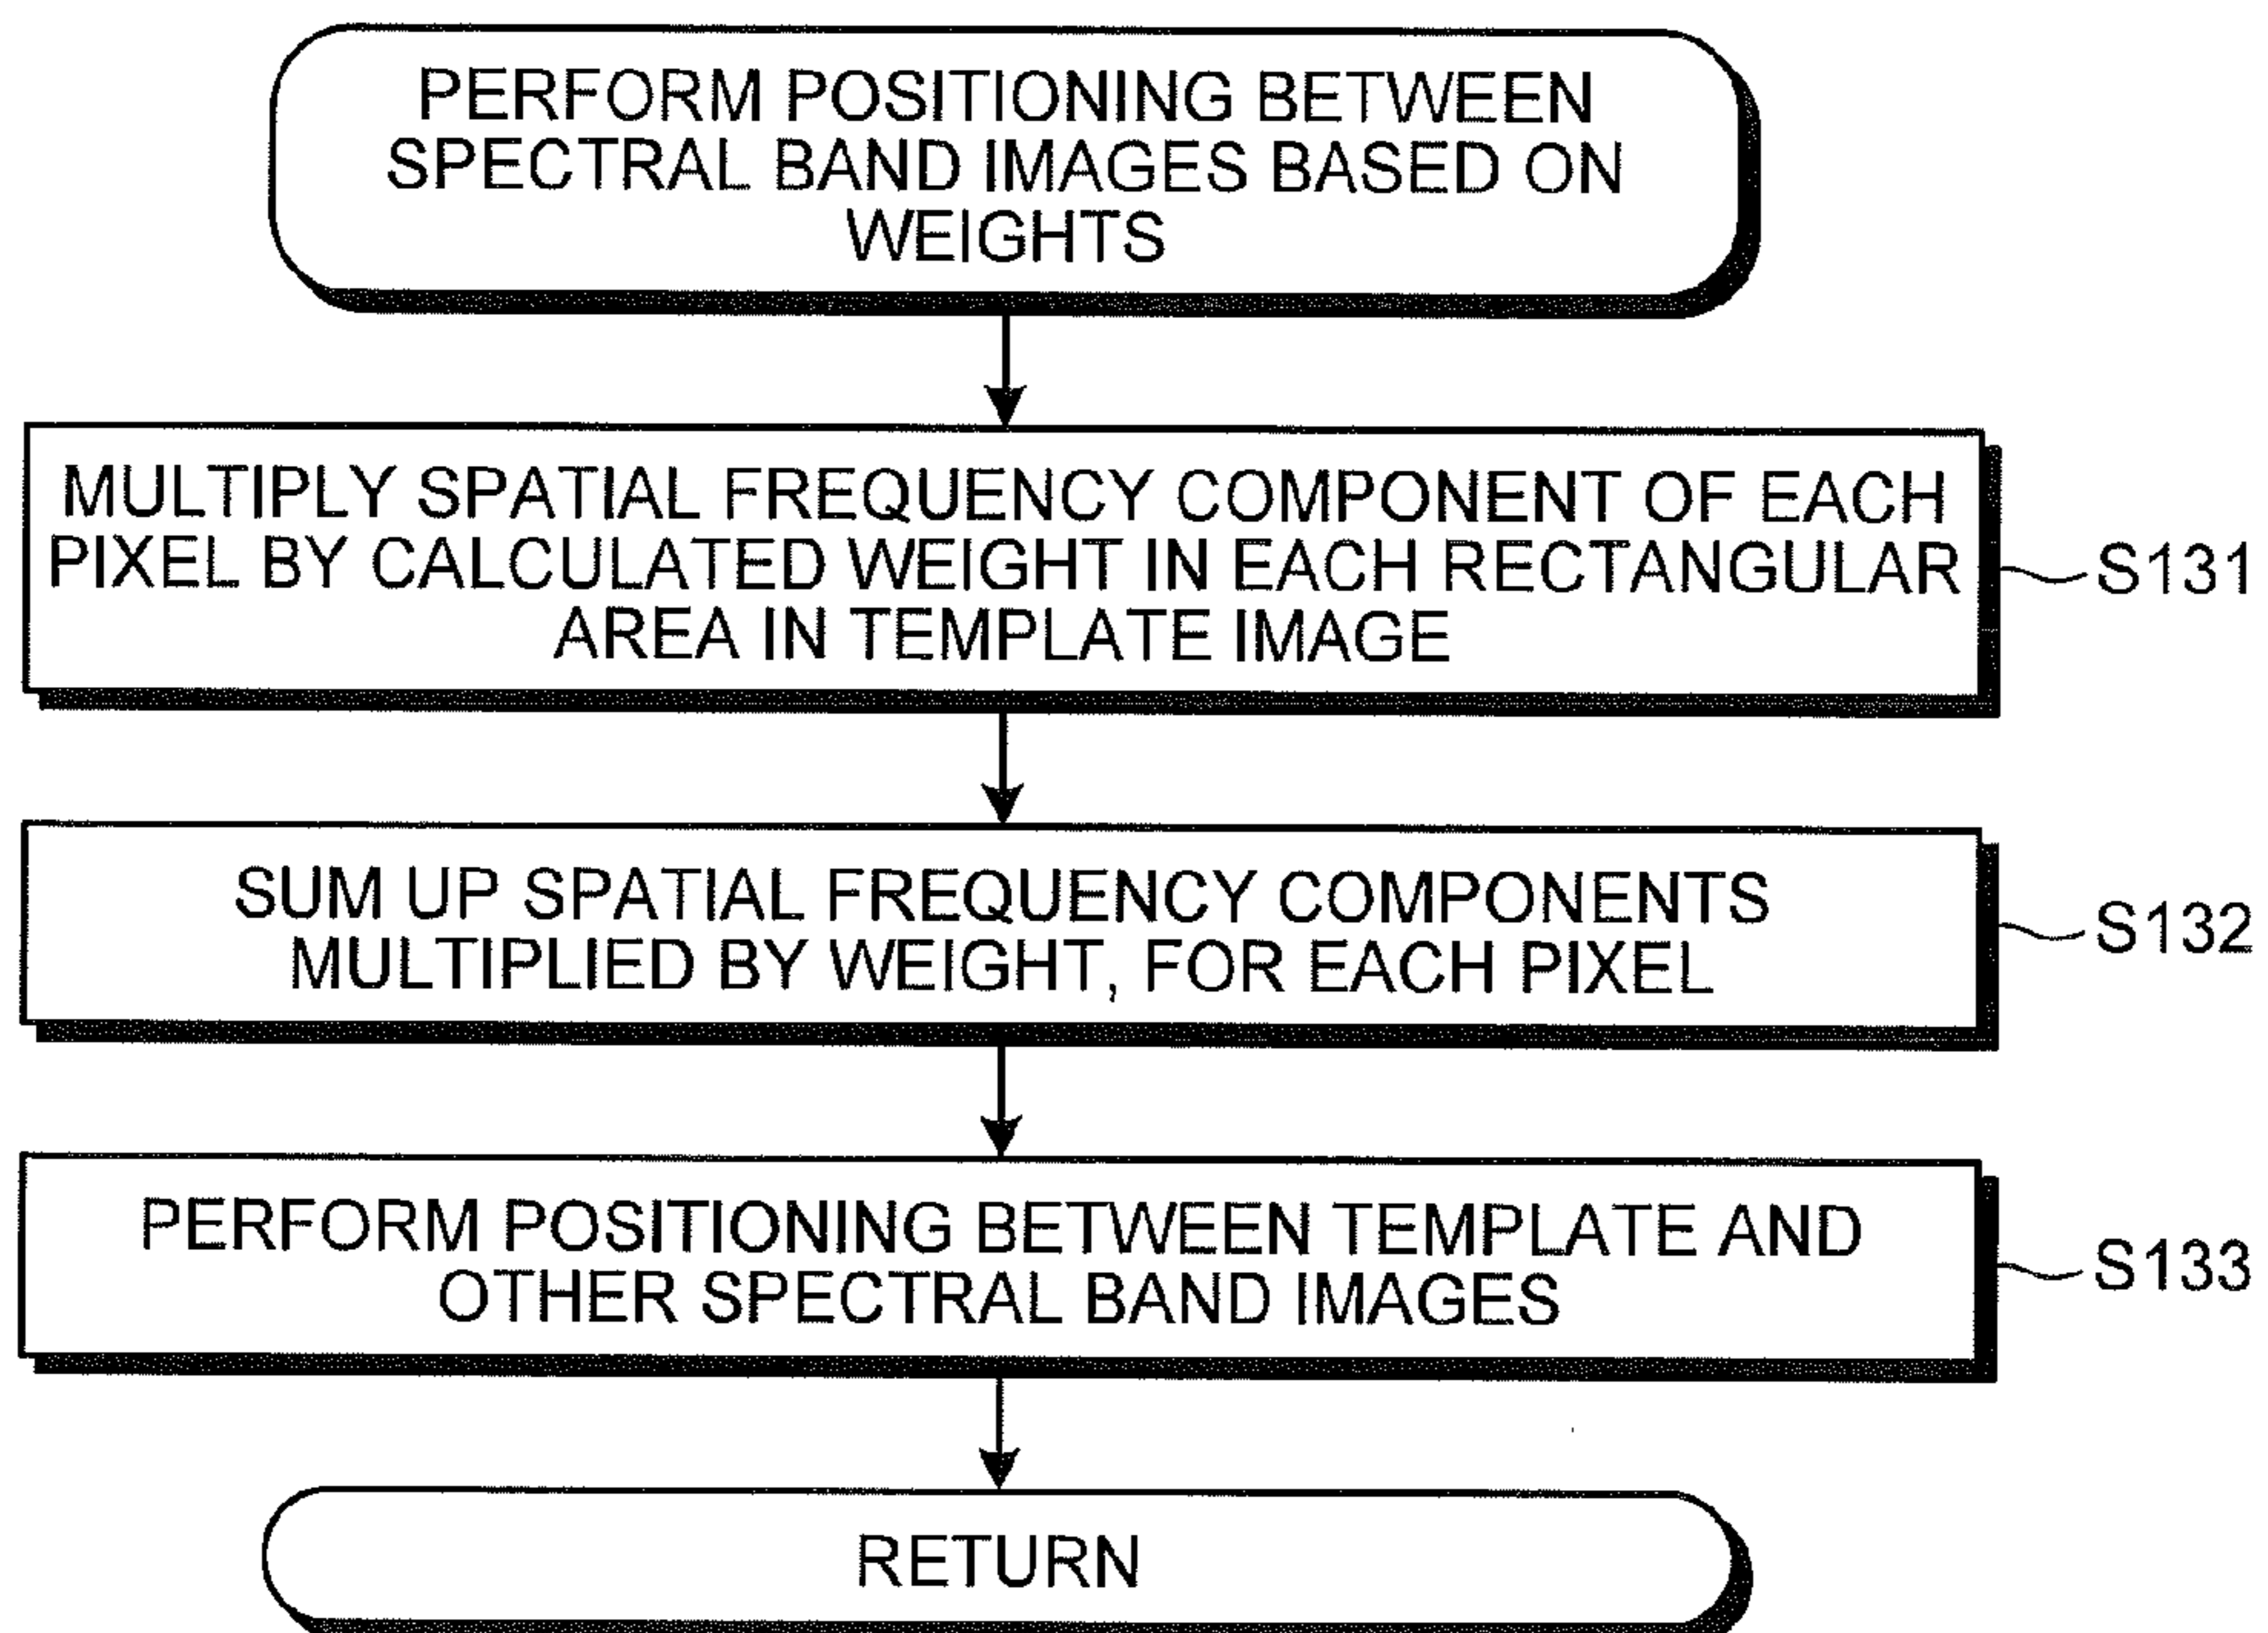 PERFORM POSITIONING BETWEEN
SPECTRAL BAND IMAGES BASED ON
WEIGHTS
MULTIPLY SPATIAL FREQUENCY COMPONENT OF EACH
PIXEL BY CALCULATED WEIGHT IN EACH RECTANGULAR
AREA IN TEMPLATE IMAGE
S131
SUM UP SPATIAL FREQUENCY COMPONENTS
MULTIPLIED BY WEIGHT, FOR EACH PIXEL
S132
PERFORM POSITIONING BETWEEN TEMPLATE AND
OTHER SPECTRAL BAND IMAGES
S133
RETURN